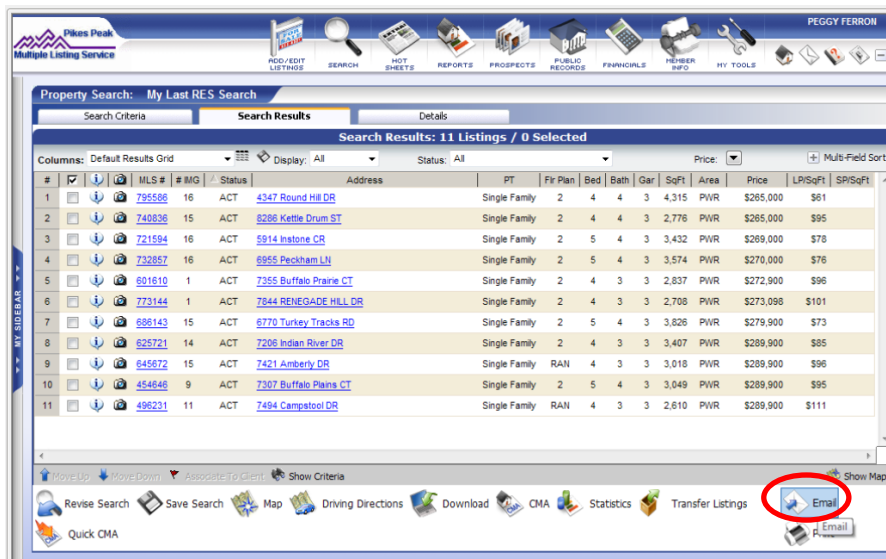 PEGGY FERRON
Pikes Peak
Multiple Listing Service
ADD/EDIT LISTINGS SEARCH HOT SHEETS REPORTS PROSPECTS PUBLIC RECORDS FINANCIALS MEMBER INFO MY TOOLS
Property Search: My Last RES Search
Search Criteria Search Results Details
Search Results: 11 Listings / 0 Selected
Columns: Default Results Grid Display: All Status: All Price: Multi-Field Sort
# MLS # # IMG Status Address PT Flr Plan Bed Bath Gar SqFt Area Price LP/SqFt SP/SqFt
1 795586 16 ACT 4347 Round Hill DR Single Family 2 4 4 3 4,315 PWR $265,000 $61
2 740836 15 ACT 8286 Kettle Drum ST Single Family 2 4 4 3 2,776 PWR $265,000 $95
3 721594 16 ACT 5914 Instone CR Single Family 2 5 4 3 3,432 PWR $269,000 $78
4 732857 16 ACT 6955 Peckham LN Single Family 2 5 4 3 3,574 PWR $270,000 $76
5 601610 1 ACT 7355 Buffalo Prairie CT Single Family 2 4 3 3 2,837 PWR $272,900 $96
6 773144 1 ACT 7844 RENEGADE HILL DR Single Family 2 4 3 3 2,708 PWR $273,098 $101
7 686143 15 ACT 6770 Turkey Tracks RD Single Family 2 5 4 3 3,826 PWR $279,900 $73
8 625721 14 ACT 7206 Indian River DR Single Family 2 4 3 3 3,407 PWR $289,900 $85
9 645672 15 ACT 7421 Amberly DR Single Family RAN 4 3 3 3,018 PWR $289,900 $96
10 454646 9 ACT 7307 Buffalo Plains CT Single Family 2 5 4 3 3,049 PWR $289,900 $95
11 496231 11 ACT 7494 Campstool DR Single Family RAN 4 3 3 2,610 PWR $289,900 $111
MY SIDEBAR
Move Up Move Down Associate To Client Show Criteria Show Map
Revise Search Save Search Map Driving Directions Download CMA Statistics Transfer Listings Email
Quick CMA Email